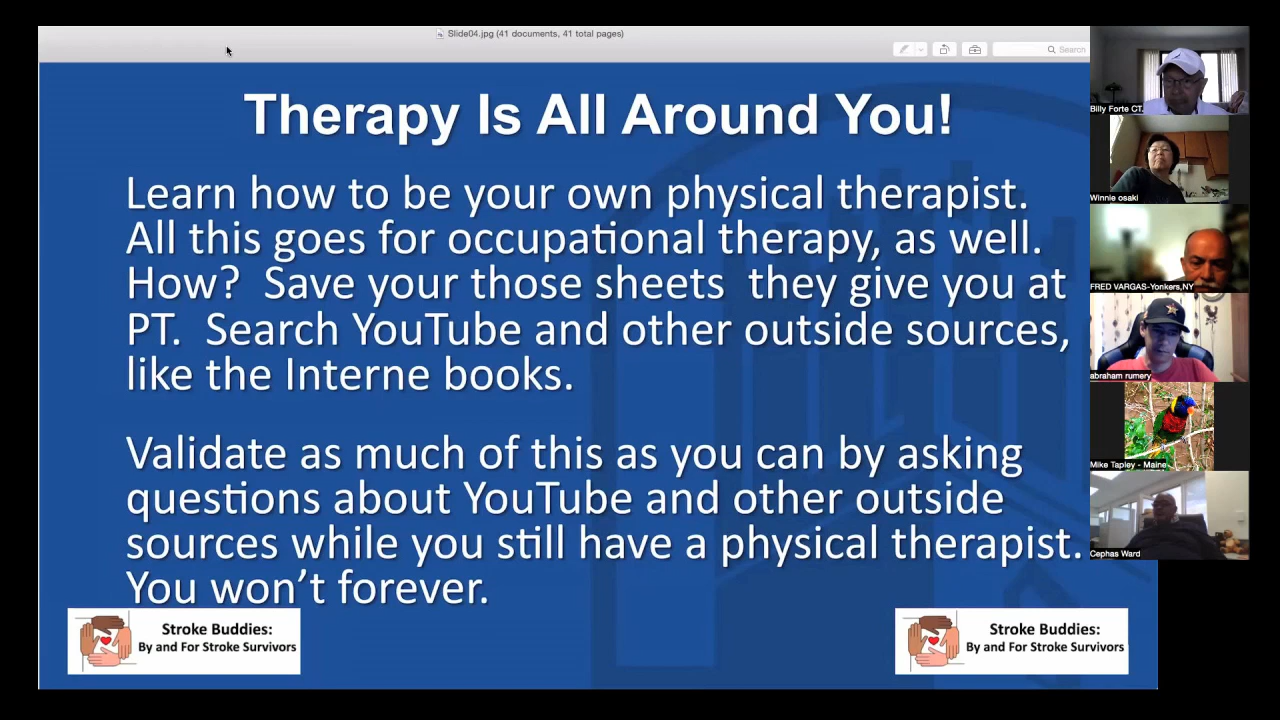 Slide04.jpg (41 documents, 41 total pages)
Search
Therapy Is All Around You!
Learn how to be your own physical therapist.
All this goes for occupational therapy, as well.
How?  Save your those sheets  they give you at
PT.  Search YouTube and other outside sources,
like the Interne books.
Validate as much of this as you can by asking
questions about YouTube and other outside
sources while you still have a physical therapist.
You won’t forever.
Stroke Buddies:
By and For Stroke Survivors
Stroke Buddies:
By and For Stroke Survivors
Billy Forte CT.
Winnie osaki
FRED VARGAS-Yonkers,NY
abraham rumery
Mike Tapley - Maine
Cephas Ward